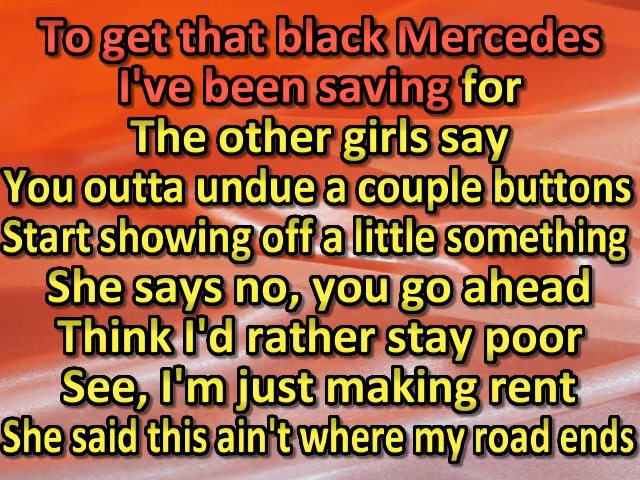 To get that black Mercedes
I've been saving for
The other girls say
You outta undue a couple buttons
Start showing off a little something
She says no, you go ahead
Think I'd rather stay poor
See, I'm just making rent
She said this ain't where my road ends